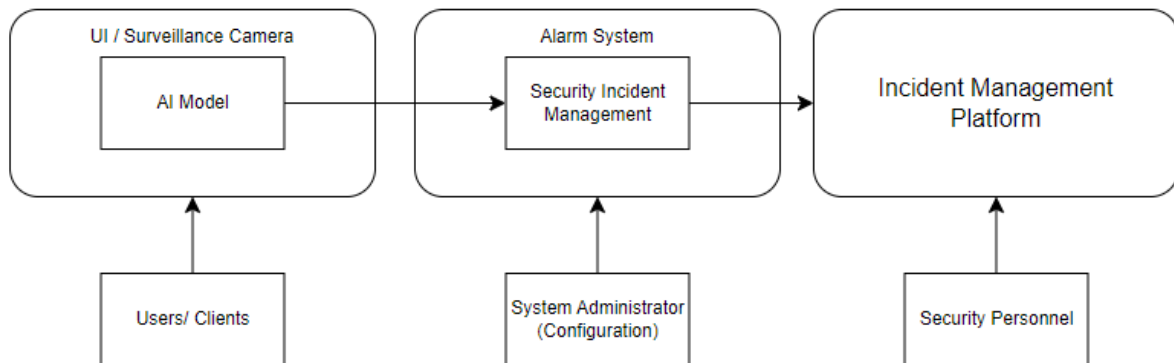 UI / Surveillance Camera
AI Model
Alarm System
Security Incident
Management
Incident Management
Platform
Users/ Clients
System Administrator
(Configuration)
Security Personnel